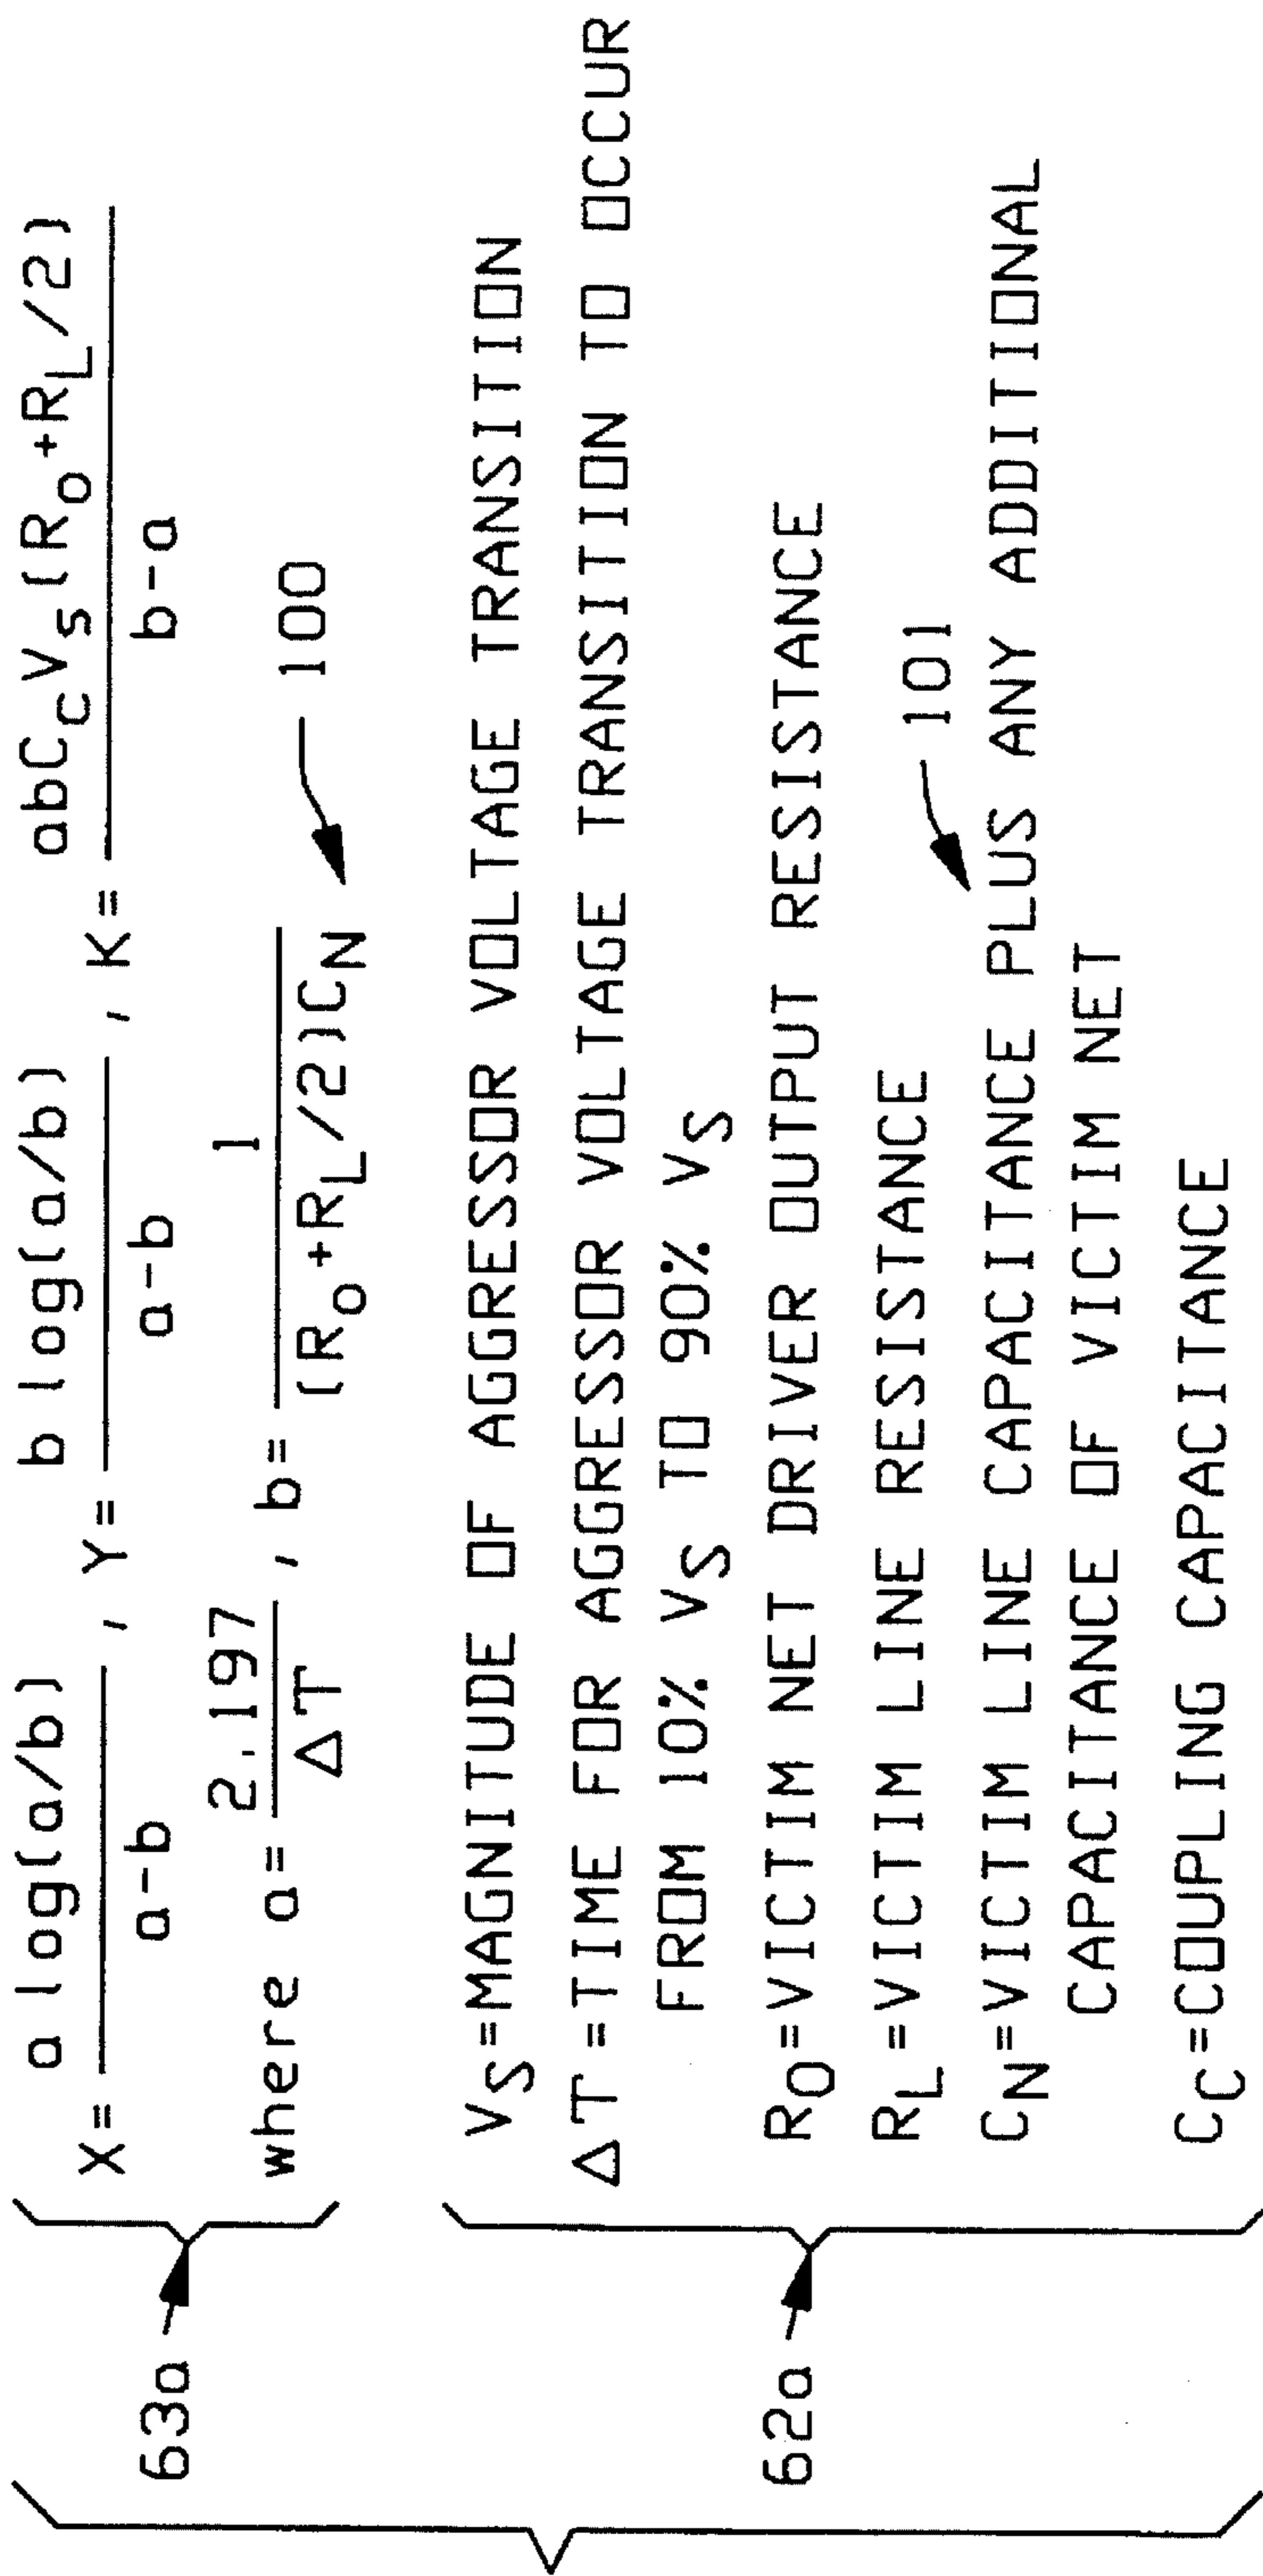 63a
X= a log(a/b) / a-b , Y= b log(a/b) / a-b , K= abC_cV_s(R_o+R_L/2) / b-a
where a= 2.197 / ΔT , b= 1 / (R_o+R_L/2)C_N
100
62a
V_S=MAGNITUDE OF AGGRESSOR VOLTAGE TRANSITION
ΔT=TIME FOR AGGRESSOR VOLTAGE TRANSITION TO OCCUR
FROM 10% V_S TO 90% V_S
R_O=VICTIM NET DRIVER OUTPUT RESISTANCE
R_L=VICTIM LINE RESISTANCE
101
C_N=VICTIM LINE CAPACITANCE PLUS ANY ADDITIONAL
CAPACITANCE OF VICTIM NET
C_C=COUPLING CAPACITANCE